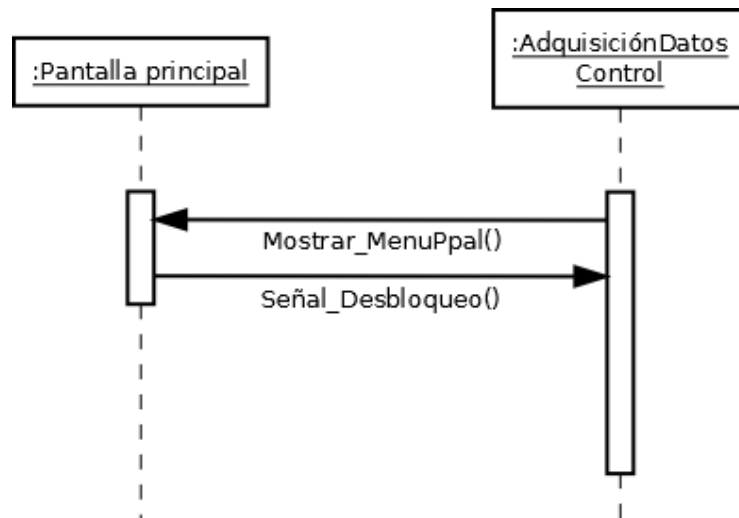 :Pantalla principal
:AdquisiciónDatos
Control
Mostrar_MenuPpal()
Señal_Desbloqueo()